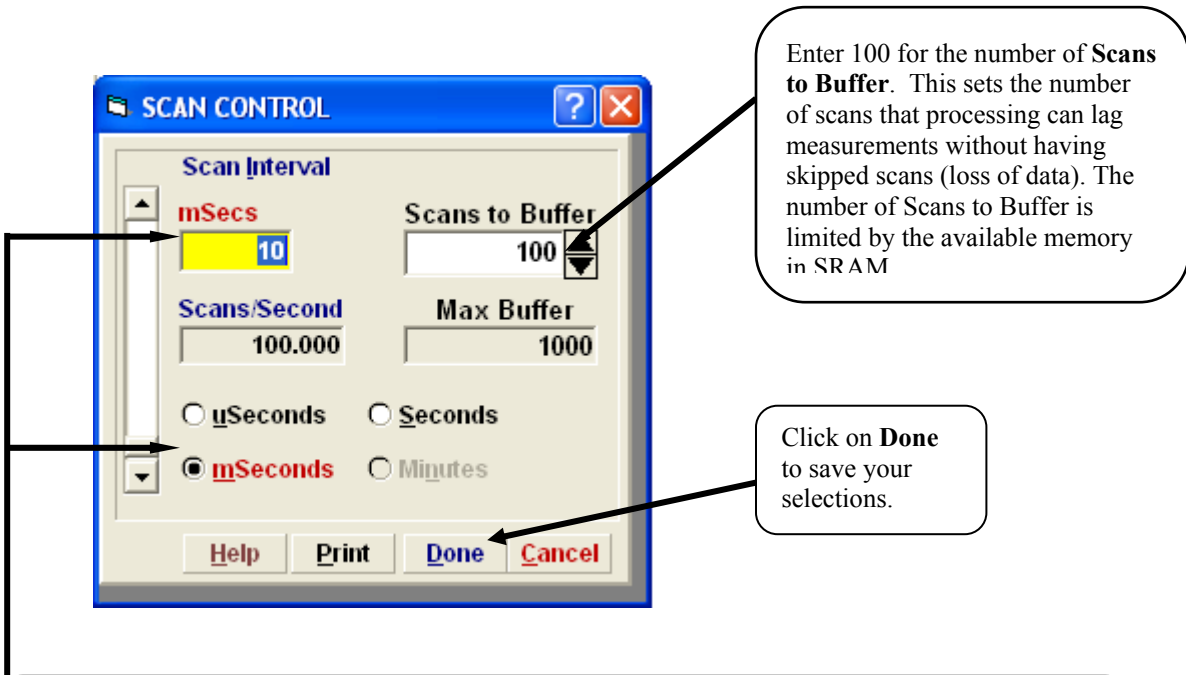 SCAN CONTROL
Scan Interval
mSecs
10
Scans to Buffer
100
Scans/Second
100.000
Max Buffer
1000
uSeconds
Seconds
mSeconds
Minutes
Help
Print
Done
Cancel
Enter 100 for the number of Scans
to Buffer. This sets the number
of scans that processing can lag
measurements without having
skipped scans (loss of data). The
number of Scans to Buffer is
limited by the available memory
in SRAM
Click on Done
to save your
selections.